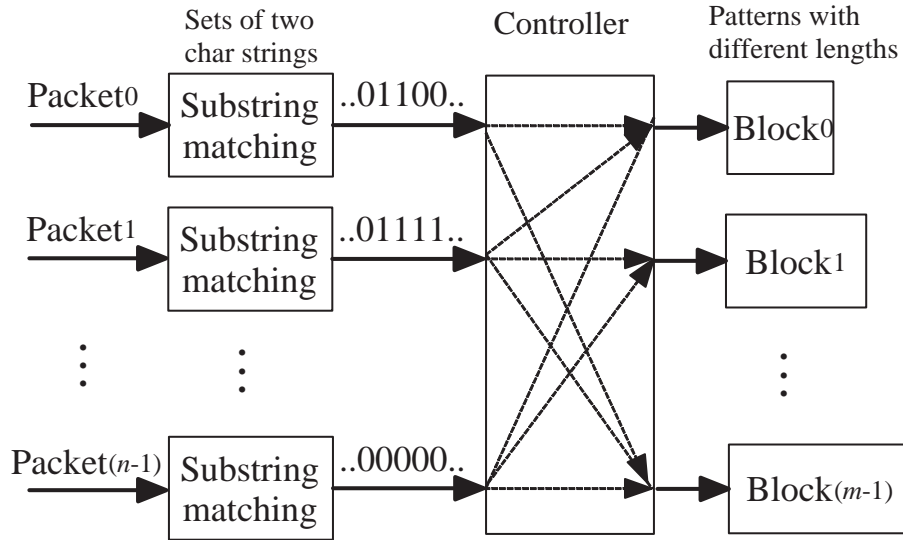 Sets of two
char strings
Controller
Patterns with
different lengths
Packet0
Substring
matching
..01100..
Block0
Packet1
Substring
matching
..01111..
Block1
Packet(n-1)
Substring
matching
..00000..
Block(m-1)